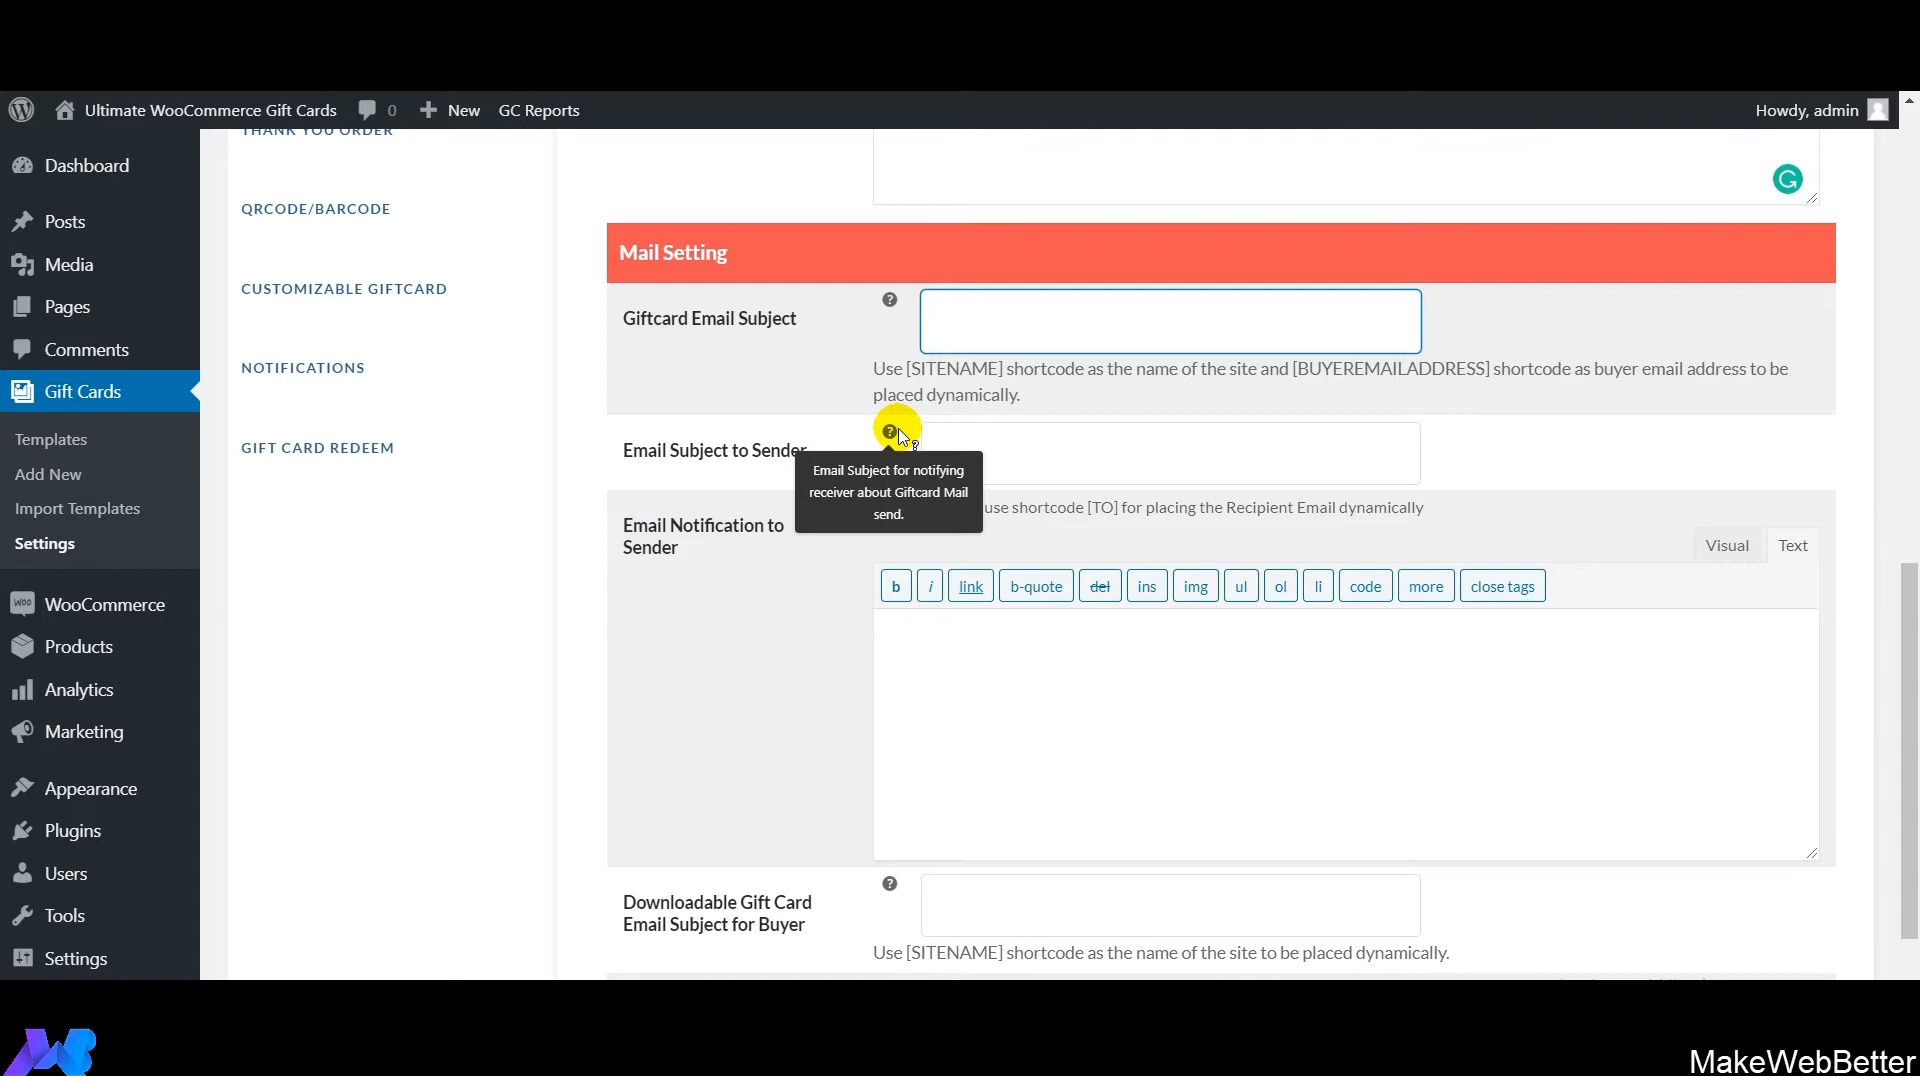 Ultimate WooCommerce Gift Cards 0 New GC Reports Howdy, admin
Dashboard
Posts
Media
Pages
Comments
Gift Cards
Templates
Add New
Import Templates
Settings
WooCommerce
Products
Analytics
Marketing
Appearance
Plugins
Users
Tools
Settings
THANK YOU ORDER
QRCODE/BARCODE
CUSTOMIZABLE GIFTCARD
NOTIFICATIONS
GIFT CARD REDEEM
Mail Setting
Giftcard Email Subject
Use [SITENAME] shortcode as the name of the site and [BUYEREMAILADDRESS] shortcode as buyer email address to be
placed dynamically.
Email Subject to Sender
Email Subject for notifying
receiver about Giftcard Mail
send.
Email Notification to
Sender
use shortcode [TO] for placing the Recipient Email dynamically
Visual Text
b i link b-quote del ins img ul ol li code more close tags
Downloadable Gift Card
Email Subject for Buyer
Use [SITENAME] shortcode as the name of the site to be placed dynamically.
MakeWebBetter